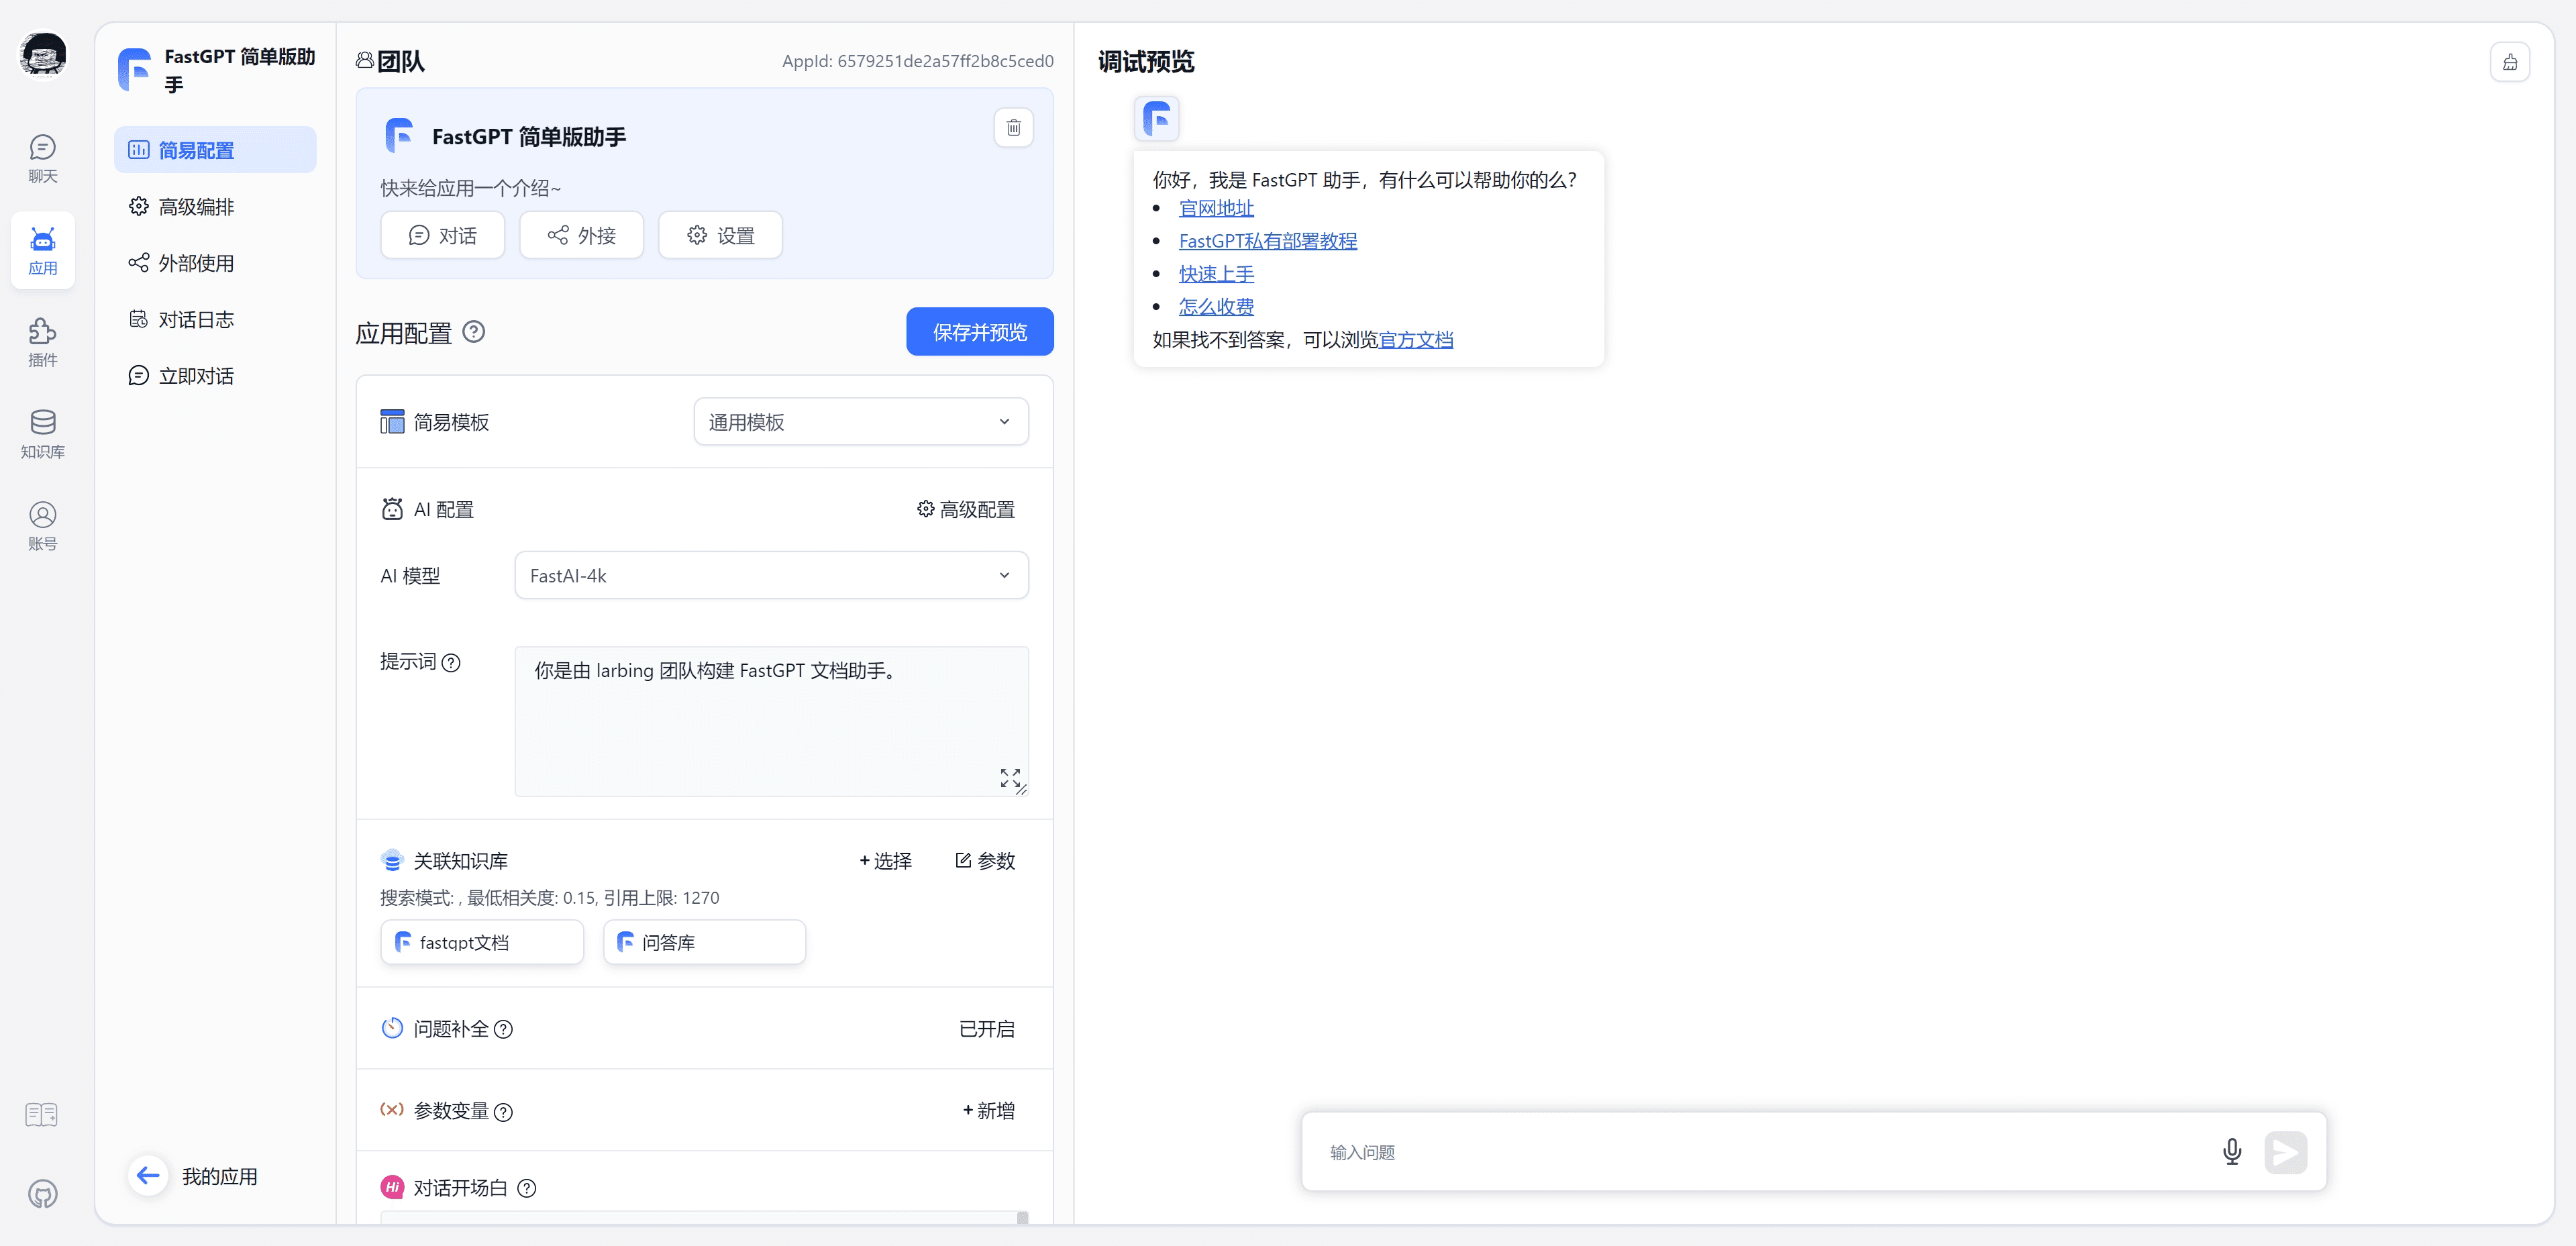 聊天
应用
插件
知识库
账号
FastGPT 简单版助
手
简易配置
高级编排
外部使用
对话日志
立即对话
我的应用
团队
AppId: 6579251de2a57ff2b8c5ced0
FastGPT 简单版助手
快来给应用一个介绍~
对话
外接
设置
应用配置
保存并预览
简易模板
通用模板
AI 配置
高级配置
AI 模型
FastAI-4k
提示词
你是由 larbing 团队构建 FastGPT 文档助手。
关联知识库
+ 选择
参数
搜索模式: , 最低相关度: 0.15, 引用上限: 1270
fastgpt文档
问答库
问题补全
已开启
(x) 参数变量
+ 新增
Hi 对话开场白
调试预览
你好，我是 FastGPT 助手，有什么可以帮助你的么？
• 官网地址
• FastGPT私有部署教程
• 快速上手
• 怎么收费
如果找不到答案，可以浏览官方文档
输入问题